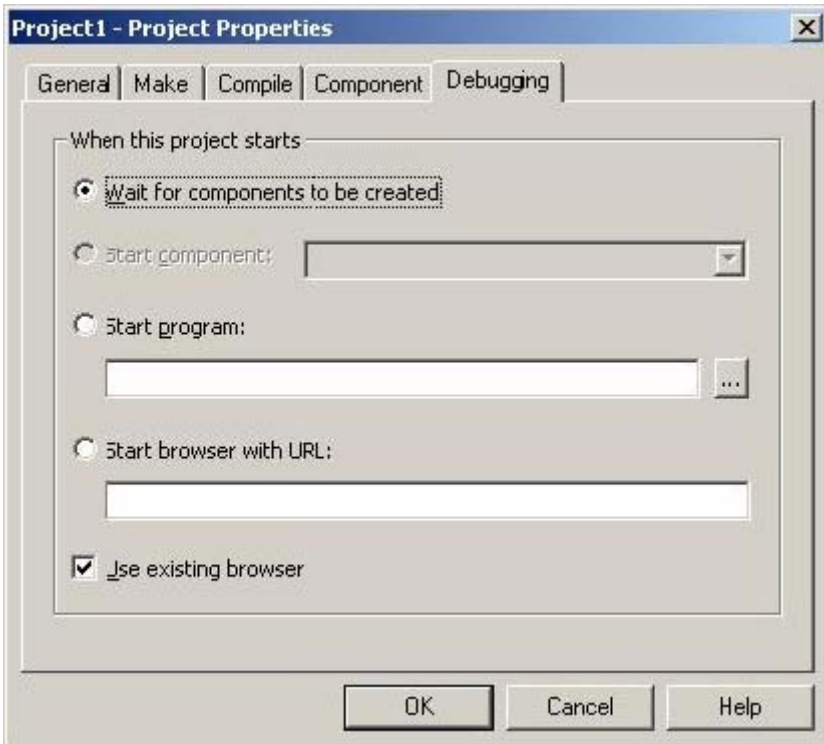 Project1 - Project Properties
General Make Compile Component Debugging
When this project starts
Wait for components to be created
Start component:
Start program:
...
Start browser with URL:
Use existing browser
OK Cancel Help